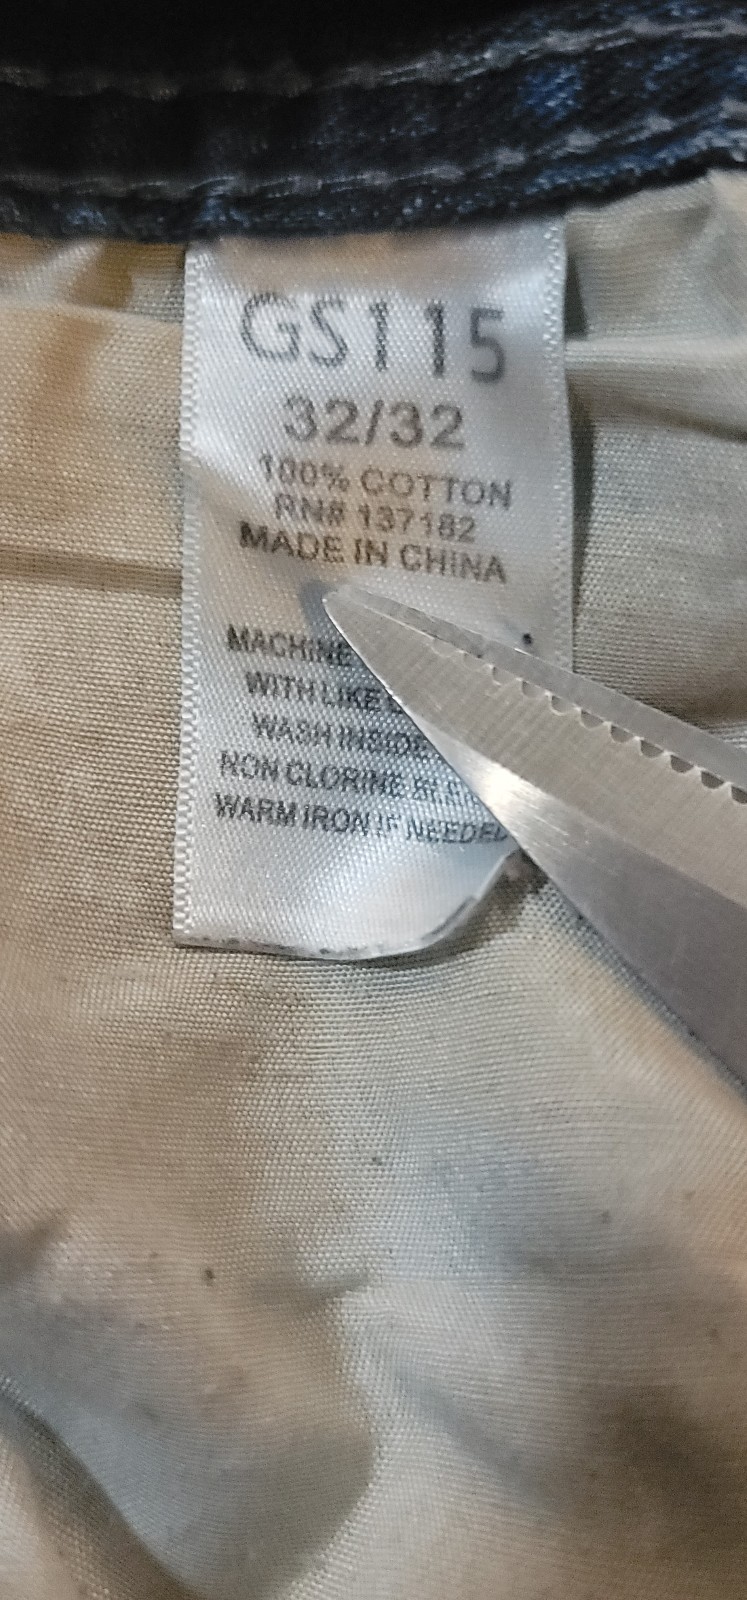 GS115
32/32
100% COTTON
RN# 137182
MADE IN CHINA
MACHINE
WITH LIKE
WASH INSIDE
NON CLORINE
WARM IRON IF NEEDED